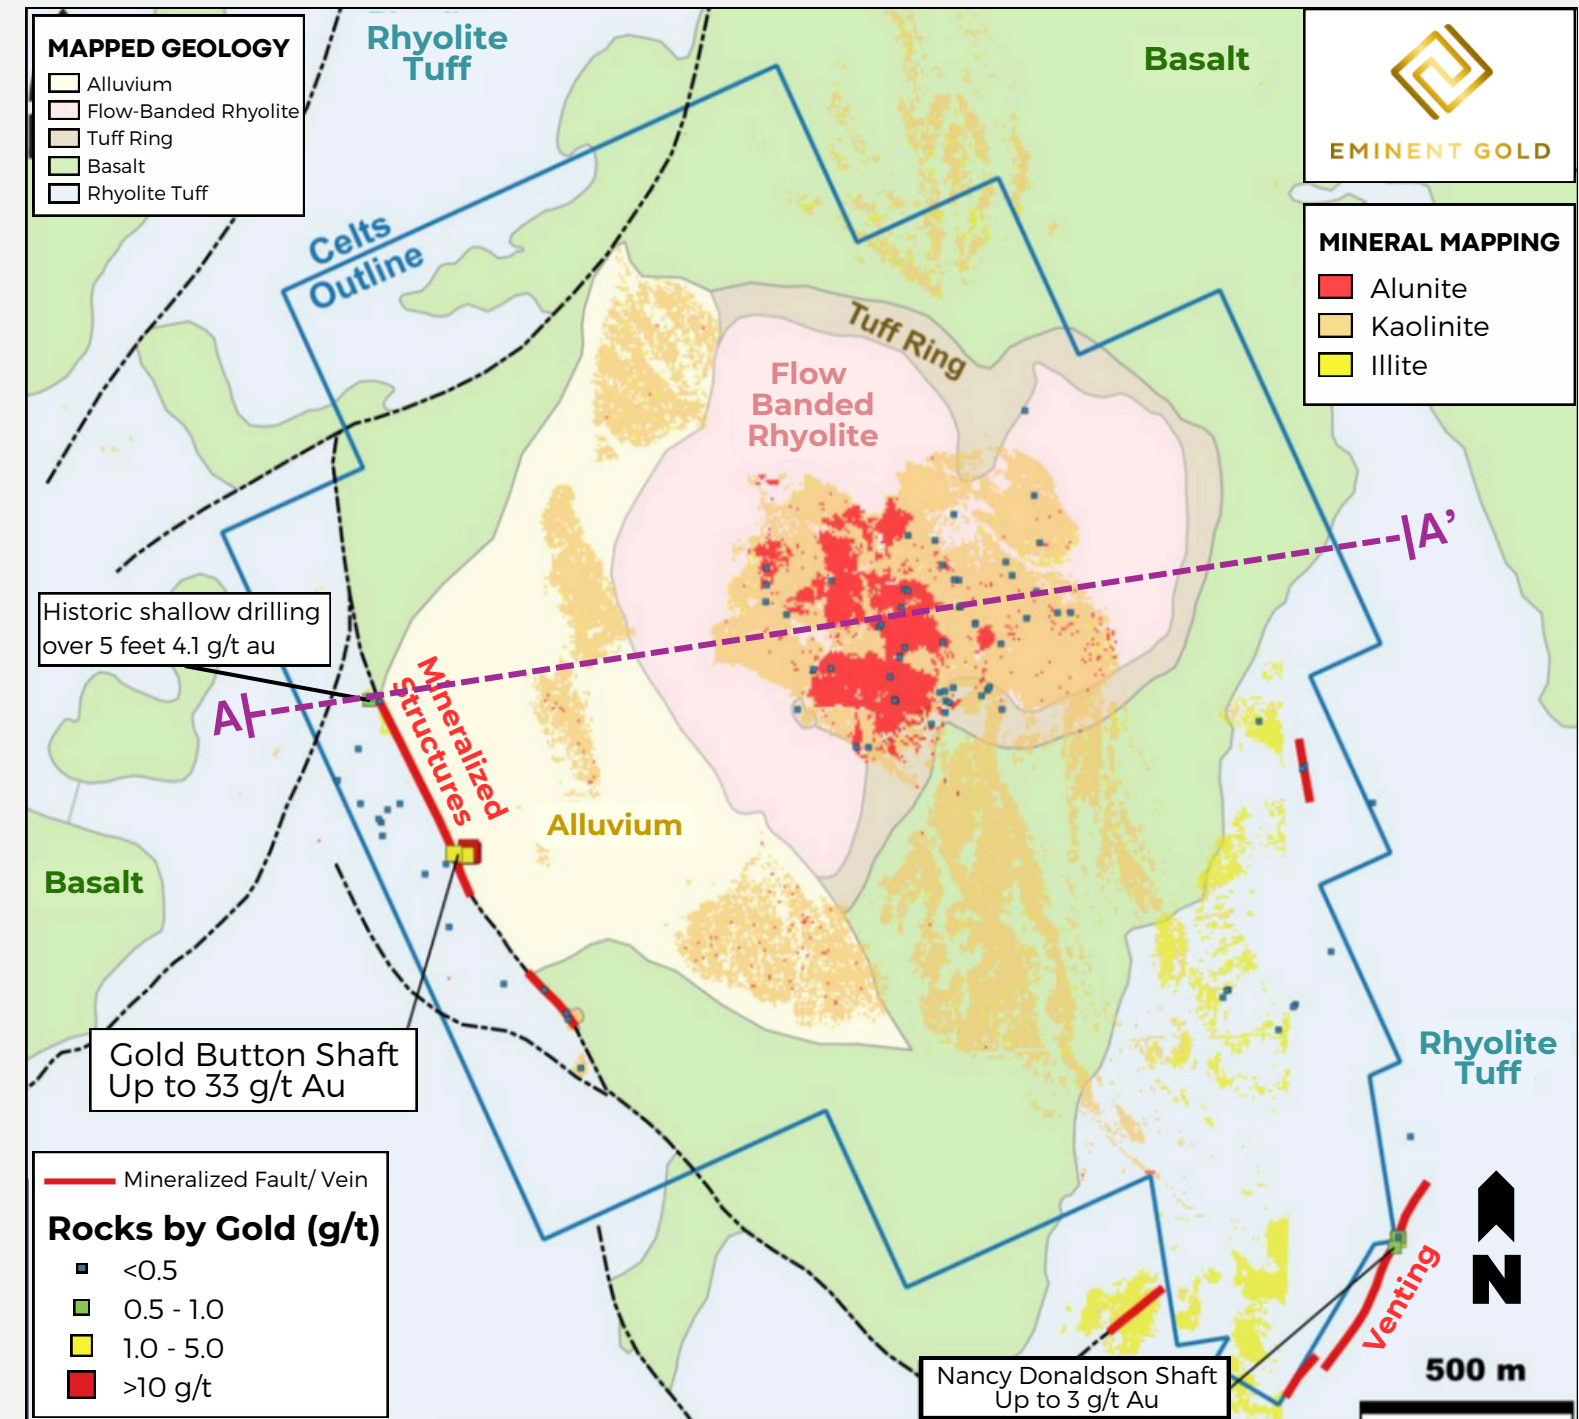 MAPPED GEOLOGY
Alluvium
Flow-Banded Rhyolite
Tuff Ring
Basalt
Rhyolite Tuff
Rhyolite
Tuff
Basalt
EMINENT GOLD
MINERAL MAPPING
Alunite
Kaolinite
Illite
Celts
Outline
Tuff Ring
Flow
Banded
Rhyolite
A'
Historic shallow drilling
over 5 feet 4.1 g/t au
A
Mineralized
Structures
Alluvium
Basalt
Gold Button Shaft
Up to 33 g/t Au
Rhyolite
Tuff
Mineralized Fault/ Vein
Rocks by Gold (g/t)
<0.5
0.5 - 1.0
1.0 - 5.0
>10 g/t
Venting
N
Nancy Donaldson Shaft
Up to 3 g/t Au
500 m